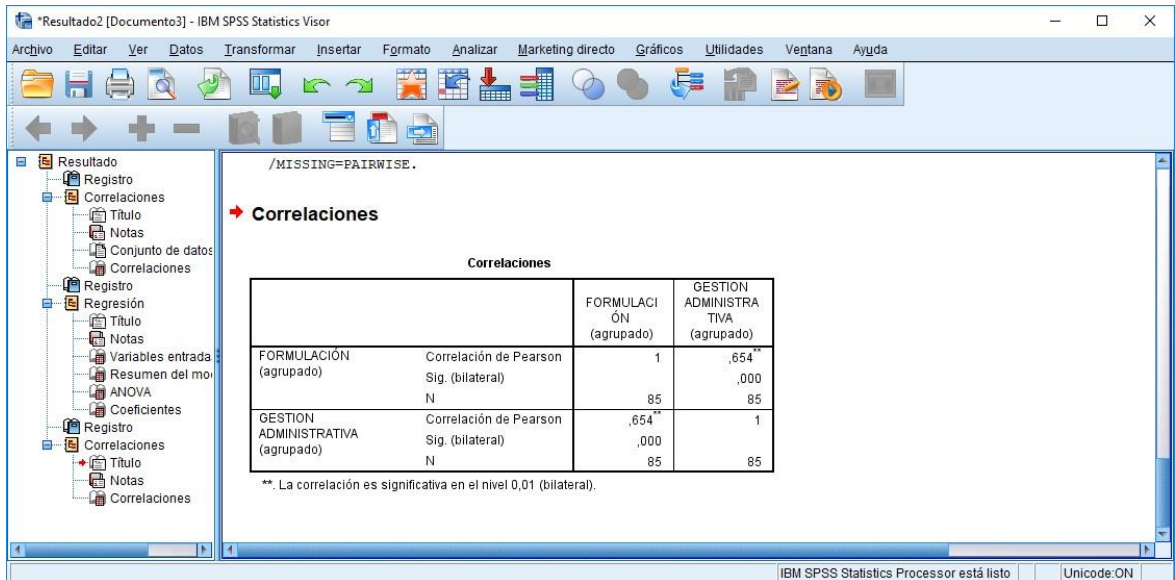 *Resultado2 [Documento3] - IBM SPSS Statistics Visor
Archivo Editar Ver Datos Transformar Insertar Formato Analizar Marketing directo Gráficos Utilidades Ventana Ayuda
Resultado
Registro
Correlaciones
Título
Notas
Conjunto de datos
Correlaciones
Registro
Regresión
Título
Notas
Variables entrada
Resumen del mo
ANOVA
Coeficientes
Registro
Correlaciones
Título
Notas
Correlaciones
/MISSING=PAIRWISE.
Correlaciones
Correlaciones
FORMULACI
ÓN
(agrupado)
GESTION
ADMINISTRA
TIVA
(agrupado)
FORMULACIÓN
(agrupado)
Correlación de Pearson 1 ,654**
Sig. (bilateral) ,000
N 85 85
GESTION
ADMINISTRATIVA
(agrupado)
Correlación de Pearson ,654** 1
Sig. (bilateral) ,000
N 85 85
**. La correlación es significativa en el nivel 0,01 (bilateral).
IBM SPSS Statistics Processor está listo Unicode:ON